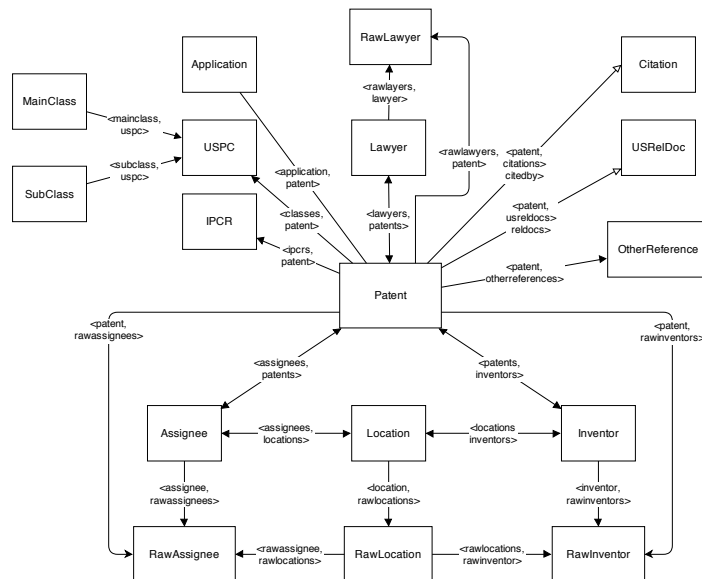 RawLawyer
Application
Citation
MainClass
<rawlayers,
lawyer>
<mainclass,
uspc>
USPC
Lawyer
<rawlawyers,
patent>
<patent,
citations>
citedby>
USRelDoc
<subclass,
uspc>
<application,
patent>
SubClass
IPCR
<classes,
patent>
<lawyers,
patents>
<patent,
usreldocs>
reldocs>
OtherReference
<ipcrs,
patent>
<patent,
otherreferences>
Patent
<patent,
rawassignees>
<patent,
rawinventors>
<assignees,
patents>
<patents,
inventors>
Assignee
<assignees,
locations>
Location
<locations
inventors>
Inventor
<assignee,
rawassignees>
<location,
rawlocations>
<inventor,
rawinventors>
RawAssignee
<rawassignee,
rawlocations>
RawLocation
<rawlocations,
rawinventor>
RawInventor